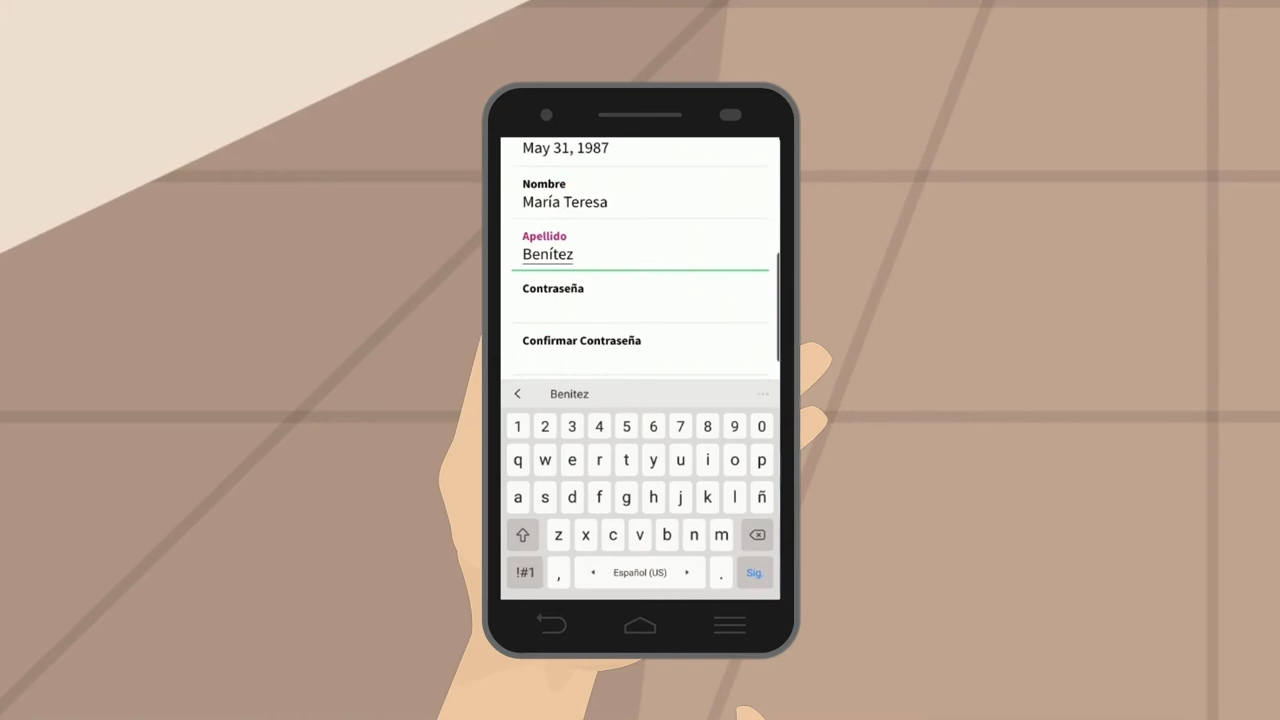 May 31, 1987
Nombre
María Teresa
Apellido
Benítez
Contraseña
Confirmar Contraseña
Benitez
1 2 3 4 5 6 7 8 9 0
q w e r t y u i o p
a s d f g h j k l ñ
z x c v b n m
!#1 , Español (US) . Sig.